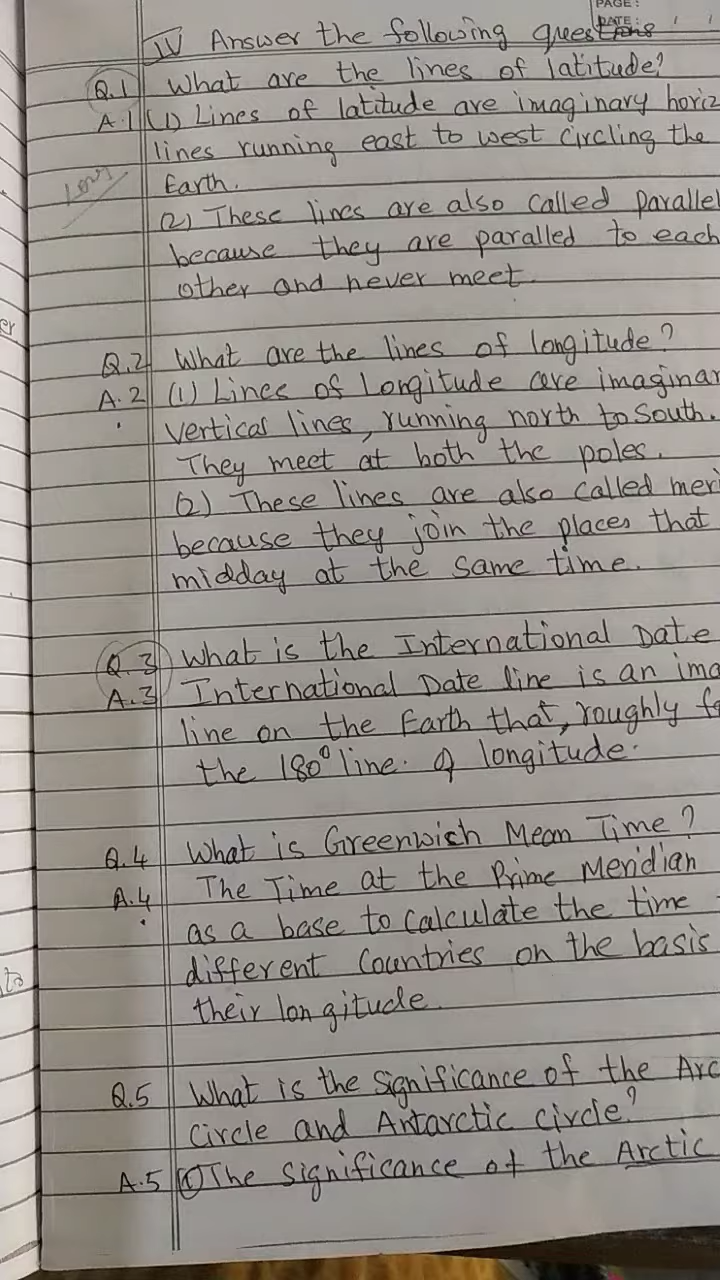 PAGE:
DATE: / /
IV Answer the following questions
Q.1 What are the lines of latitude?
A.1 (1) Lines of latitude are imaginary horiz
lines running east to west circling the
Earth.
(2) These lines are also called parallel
because they are paralled to each
other and never meet.
er
Q.2 What are the lines of longitude?
A.2 (1) Lines of Longitude are imaginar
vertical lines, running north to South.
They meet at both the poles.
(2) These lines are also called meri
because they join the places that
midday at the same time.
Q.3 What is the International Date
A.3 International Date line is an ima
line on the Earth that, roughly fo
the 180° line. of longitude.
Q.4 What is Greenwich Mean Time?
A.4 The Time at the Prime Meridian
as a base to calculate the time
different Countries on the basis
to
their longitude.
Q.5 What is the significance of the Arc
Circle and Antarctic circle?
A.5 (1) The significance of the Arctic